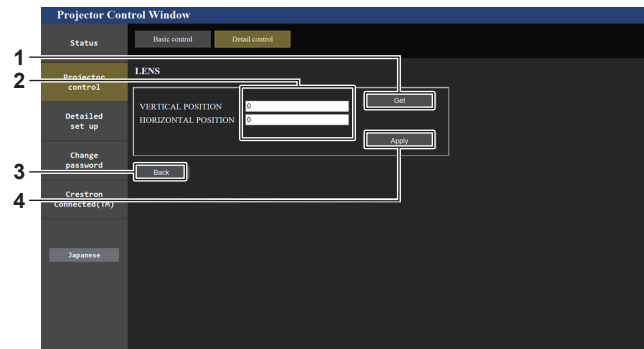 Projector Control Window
Status
Basic control
Detail control
1
2
Projector
control
LENS
VERTICAL POSITION
0
Get
HORIZONTAL POSITION
0
Detailed
set up
Apply
Change
password
3
Back
4
Crestron
Connected(TM)
Japanese